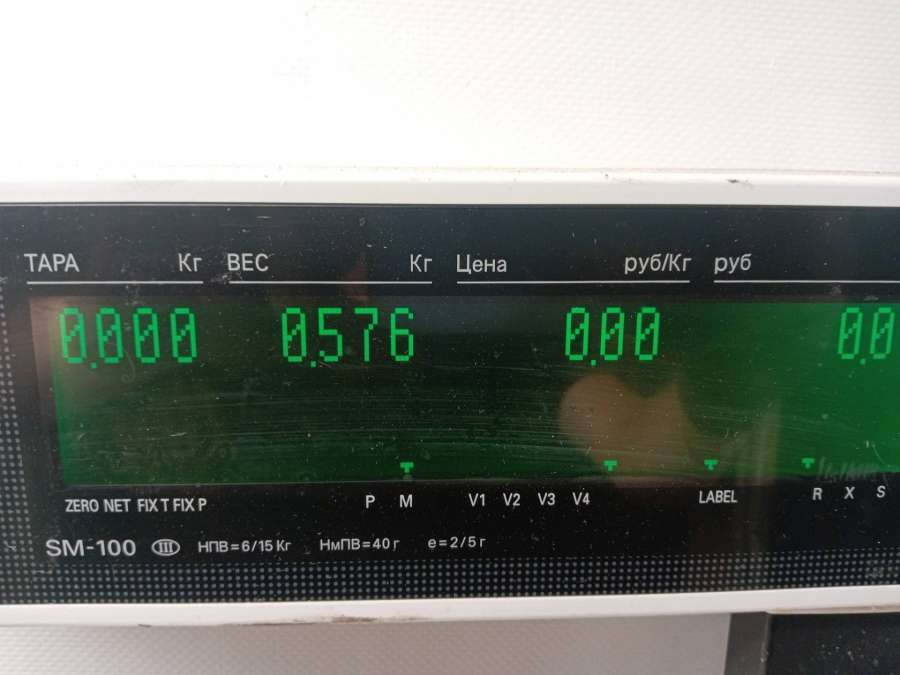 ТАРА Кг ВЕС Кг Цена руб/Кг руб
0.000 0.576 0.00 0.0
ZERO NET FIX T FIX P P M V1 V2 V3 V4 LABEL R X S
SM-100 III НПВ=6/15 Кг НмПВ=40 г e=2/5 г